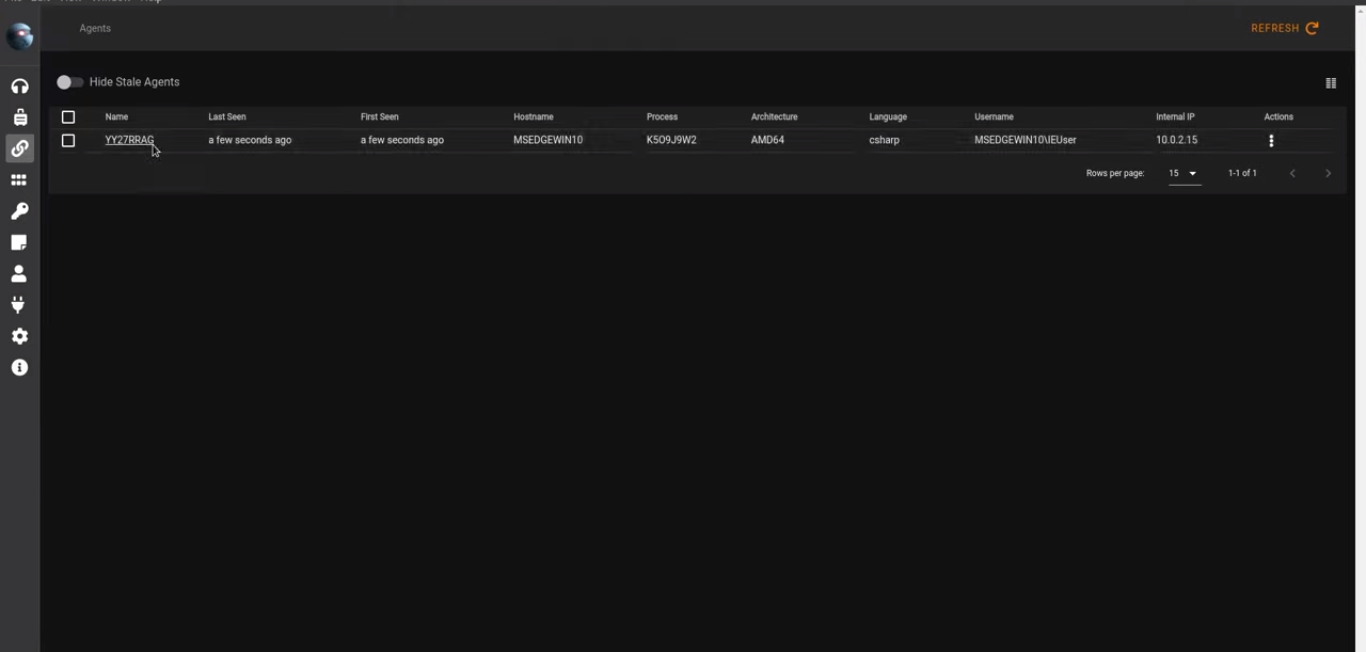 Agents
REFRESH
Hide Stale Agents
Name Last Seen First Seen Hostname Process Architecture Language Username Internal IP Actions
YY27RRAG a few seconds ago a few seconds ago MSEDGEWIN10 K5O9J9W2 AMD64 csharp MSEDGEWIN10\IEUser 10.0.2.15
Rows per page: 15 1-1 of 1